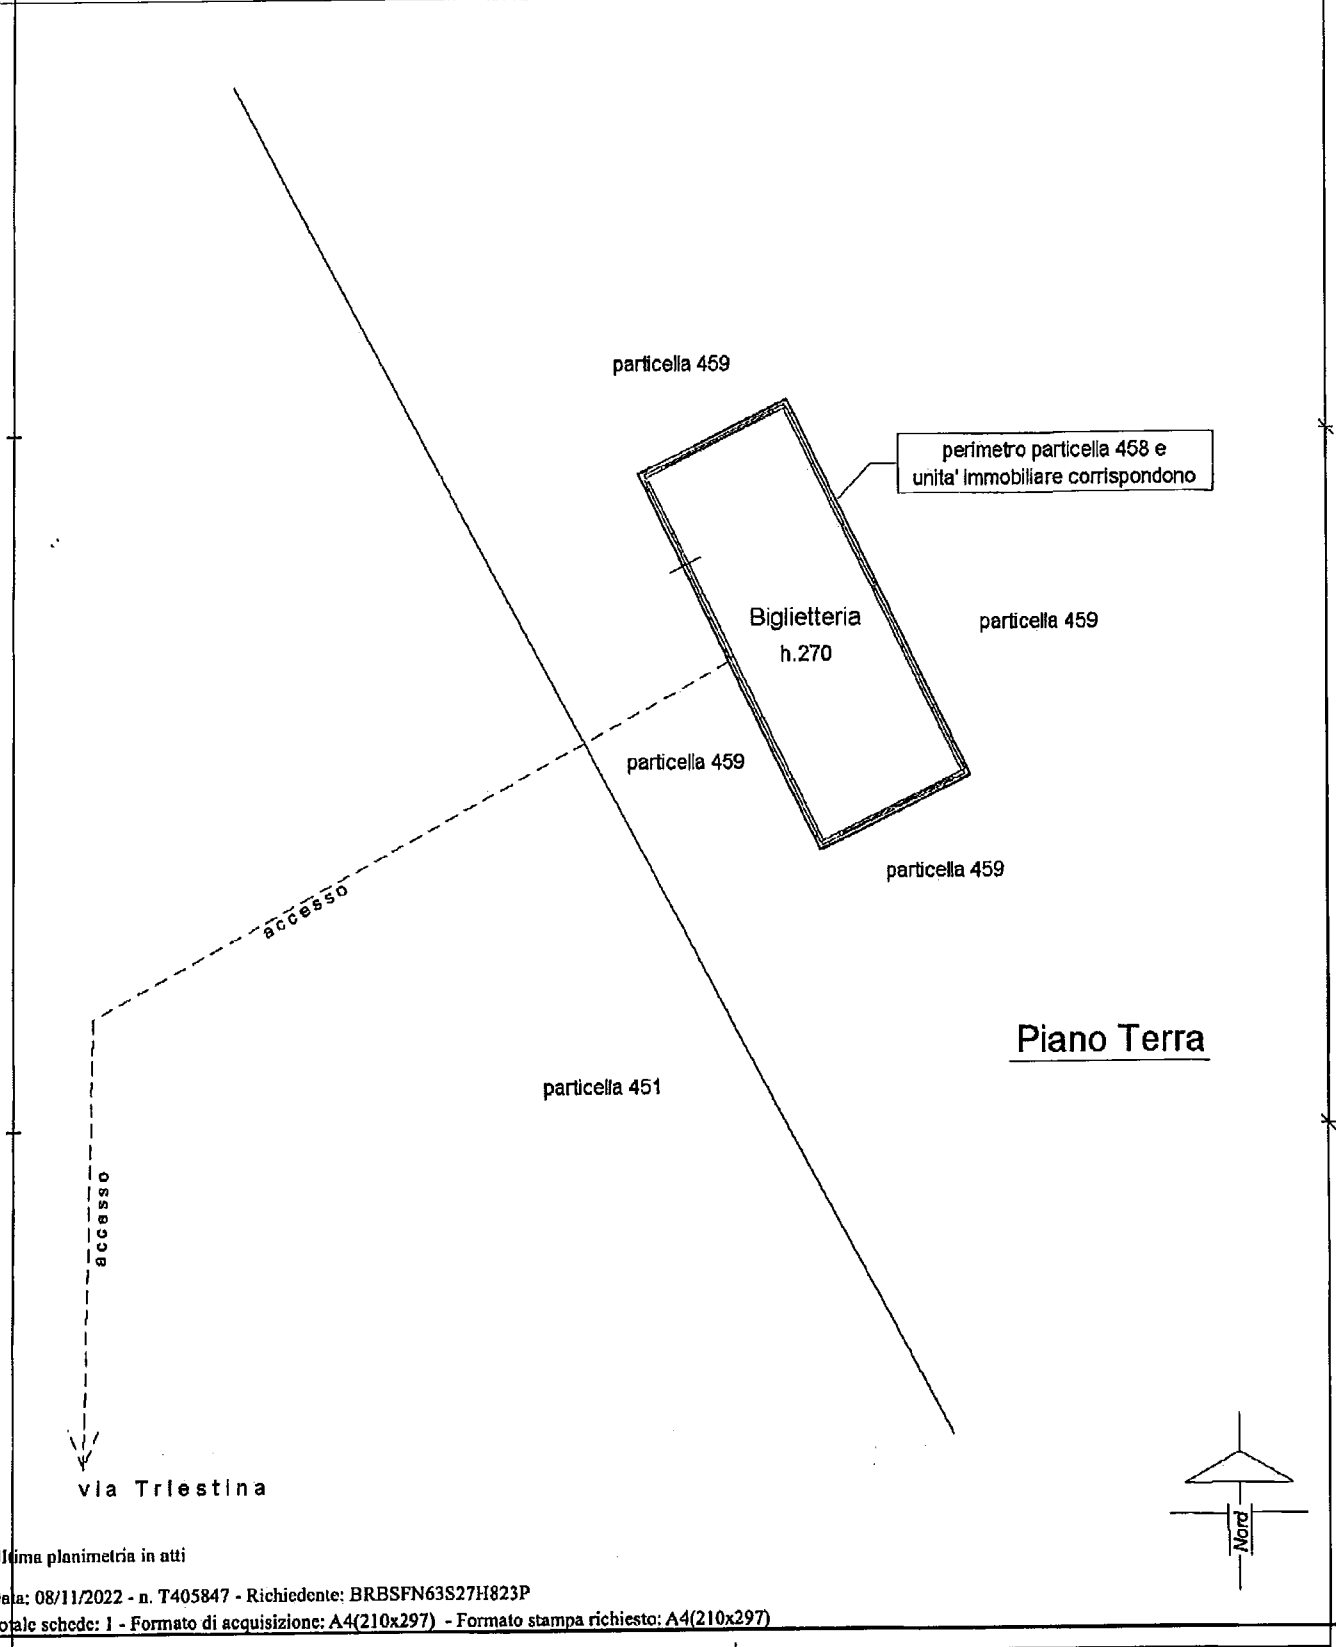 particella 459
perimetro particella 458 e
unita' immobiliare corrispondono
Biglietteria
h.270
particella 459
particella 459
particella 459
accesso
Piano Terra
particella 451
accesso
via Triestina
Nord
ltima planimetria in atti
ata: 08/11/2022 - n. T405847 - Richiedente: BRBSFN63S27H823P
otale schede: 1 - Formato di acquisizione: A4(210x297) - Formato stampa richiesto: A4(210x297)